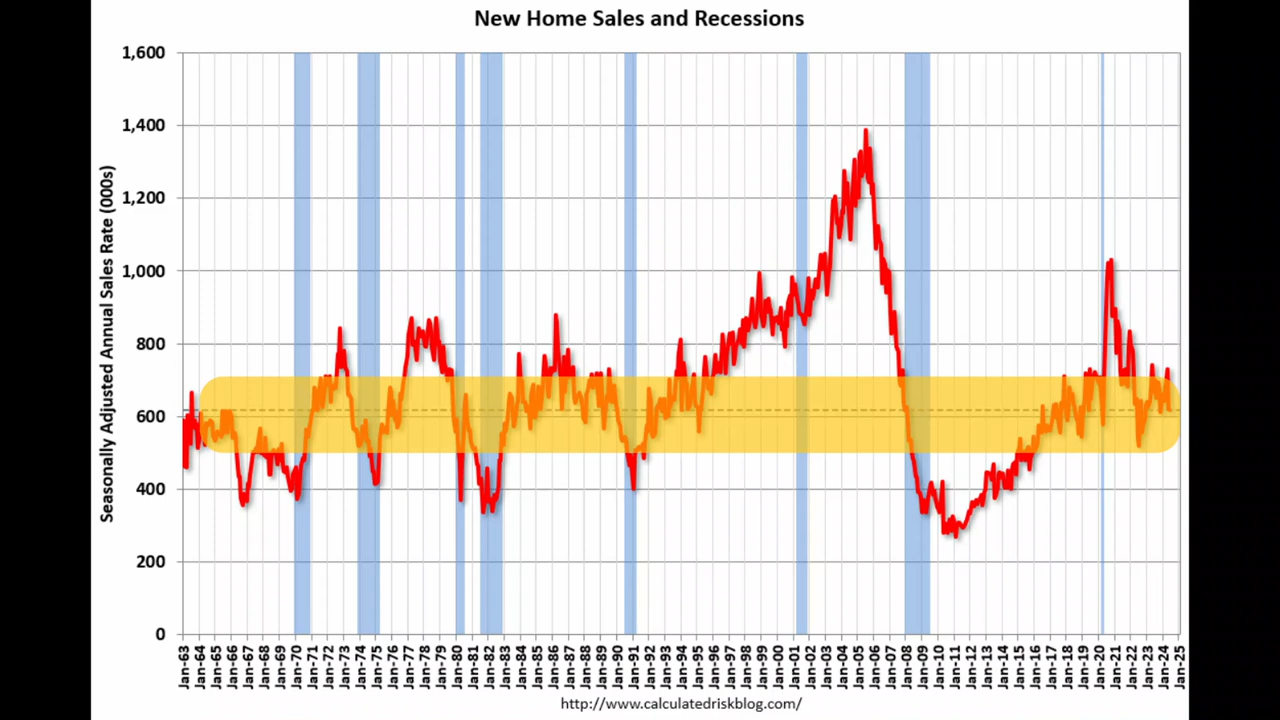 New Home Sales and Recessions
1,600
1,400
1,200
1,000
800
600
400
200
0
Seasonally Adjusted Annual Sales Rate (000s)
Jan-63
Jan-64
Jan-65
Jan-66
Jan-67
Jan-68
Jan-69
Jan-70
Jan-71
Jan-72
Jan-73
Jan-74
Jan-75
Jan-76
Jan-77
Jan-78
Jan-79
Jan-80
Jan-81
Jan-82
Jan-83
Jan-84
Jan-85
Jan-86
Jan-87
Jan-88
Jan-89
Jan-90
Jan-91
Jan-92
Jan-93
Jan-94
Jan-95
Jan-96
Jan-97
Jan-98
Jan-99
Jan-00
Jan-01
Jan-02
Jan-03
Jan-04
Jan-05
Jan-06
Jan-07
Jan-08
Jan-09
Jan-10
Jan-11
Jan-12
Jan-13
Jan-14
Jan-15
Jan-16
Jan-17
Jan-18
Jan-19
Jan-20
Jan-21
Jan-22
Jan-23
Jan-24
Jan-25
http://www.calculatedriskblog.com/